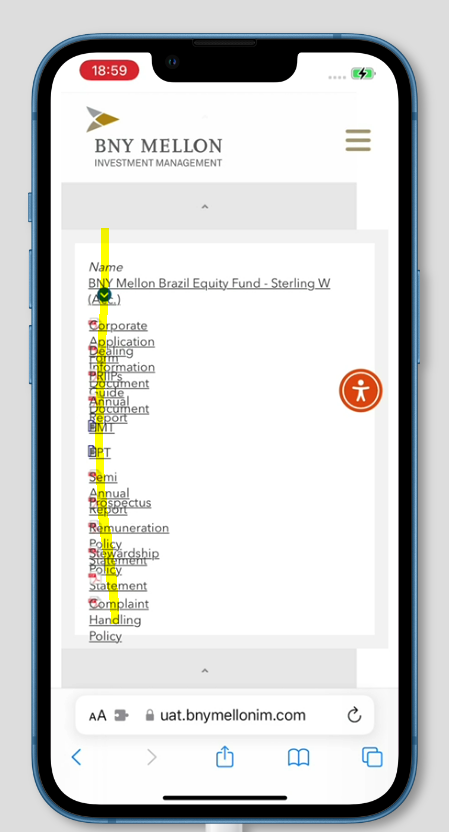 18:59
BNY MELLON
INVESTMENT MANAGEMENT
Name
BNY Mellon Brazil Equity Fund - Sterling W
(Acc.)
Corporate
Application
Dealing
Form
Information
PRIIPs
Document
Guide
Annual
Document
Report
EMT
EPT
Semi
Annual
Prospectus
Report
Remuneration
Policy
Stewardship
Statement
Policy
Statement
Complaint
Handling
Policy
AA
uat.bnymellonim.com